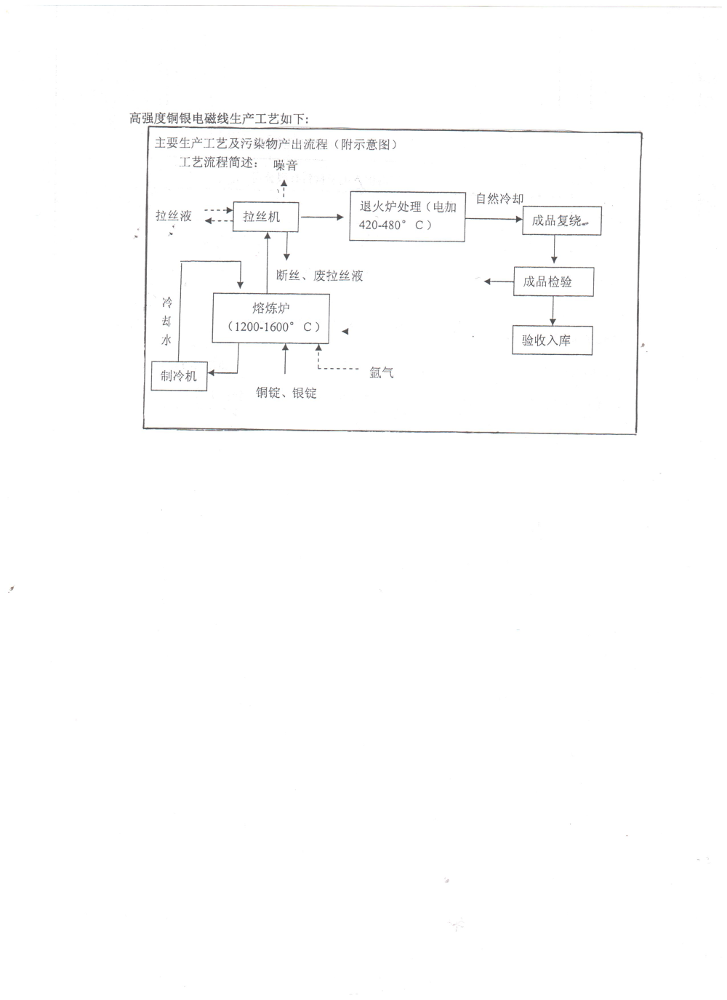 高强度铜银电磁线生产工艺如下:
主要生产工艺及污染物产出流程（附示意图）
工艺流程简述： 噪音
拉丝液
拉丝机
退火炉处理（电加
420-480°C）
自然冷却
成品复绕
断丝、废拉丝液
成品检验
冷
却
水
熔炼炉
（1200-1600°C）
验收入库
制冷机
氩气
铜锭、银锭